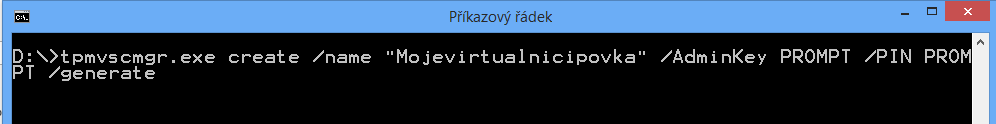 Příkazový řádek
D:\>tpmvscmgr.exe create /name "Mojevirtualnicipovka" /AdminKey PROMPT /PIN PROM
PT /generate